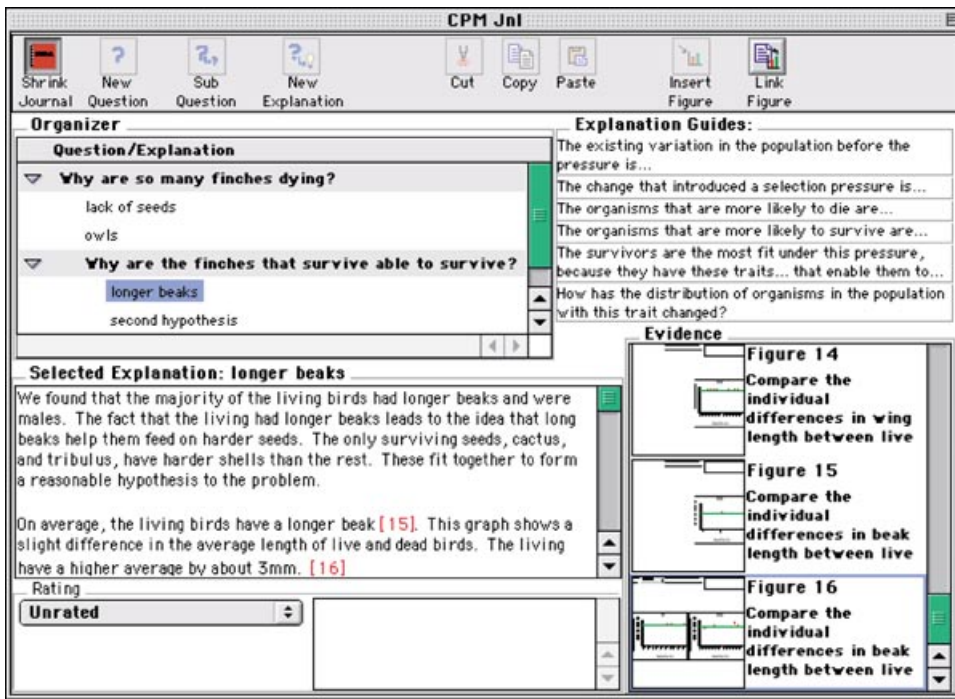 CPM Jnl
Shrink Journal
New Question
Sub Question
New Explanation
Cut
Copy
Paste
Insert Figure
Link Figure
Organizer
Question/Explanation
Why are so many finches dying?
lack of seeds
owls
Why are the finches that survive able to survive?
longer beaks
second hypothesis
Explanation Guides:
The existing variation in the population before the
pressure is...
The change that introduced a selection pressure is...
The organisms that are more likely to die are...
The organisms that are more likely to survive are...
The survivors are the most fit under this pressure,
because they have these traits... that enable them to...
How has the distribution of organisms in the population
with this trait changed?
Selected Explanation: longer beaks
We found that the majority of the living birds had longer beaks and were
males. The fact that the living had longer beaks leads to the idea that long
beaks help them feed on harder seeds. The only surviving seeds, cactus,
and tribulus, have harder shells than the rest. These fit together to form
a reasonable hypothesis to the problem.
On average, the living birds have a longer beak [15]. This graph shows a
slight difference in the average length of live and dead birds. The living
have a higher average by about 3mm. [16]
Rating
Unrated
Evidence
Figure 14
Compare the
individual
differences in wing
length between live
Figure 15
Compare the
individual
differences in beak
length between live
Figure 16
Compare the
individual
differences in beak
length between live